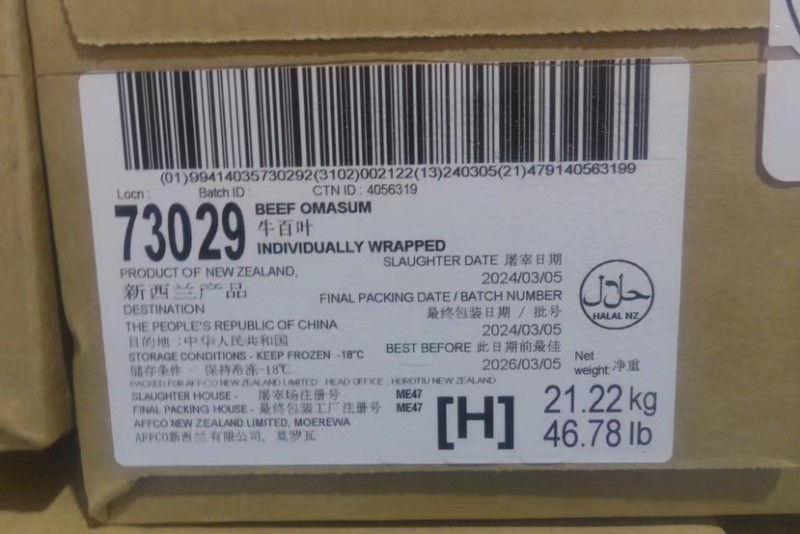 (01)99414035730292(3102)002122(13)240305(21)479140563199
Locn : Batch ID : CTN ID : 4056319
73029
BEEF OMASUM
牛百叶
INDIVIDUALLY WRAPPED
PRODUCT OF NEW ZEALAND,
新西兰产品
DESTINATION
THE PEOPLE'S REPUBLIC OF CHINA
目的地 :中华人民共和国
STORAGE CONDITIONS - KEEP FROZEN -18°C
储存条件 - 保持冷冻-18℃
SLAUGHTER DATE 屠宰日期
2024/03/05
FINAL PACKING DATE / BATCH NUMBER
最终包装日期 / 批号
2024/03/05
BEST BEFORE 此日期前最佳
2026/03/05
حلال
HALAL NZ
PACKED FOR AFFCO NEW ZEALAND LIMITED HEAD OFFICE , HOROTIU NEW ZEALAND
SLAUGHTER HOUSE - 屠宰场注册号 ME47
FINAL PACKING HOUSE - 最终包装工厂注册号 ME47
AFFCO NEW ZEALAND LIMITED, MOEREWA
AFFCO新西兰有限公司, 莫罗瓦
[H]
Net
weight 净重
21.22 kg
46.78 lb